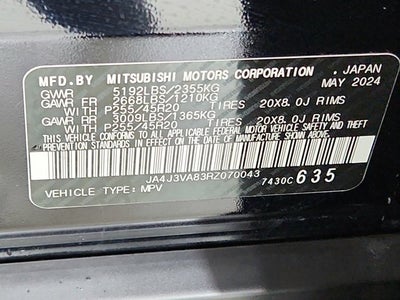 MFD.BY MITSUBISHI MOTORS CORPORATION, JAPAN
GVWR 5192LBS/2355KG MAY 2024
GAWR FR 2668LBS/1210KG
WITH P255/45R20 TIRES 20X8.0J RIMS
GAWR RR 3009LBS/1365KG
WITH P255/45R20 TIRES 20X8.0J RIMS
THIS VEHICLE CONFORMS TO ALL APPLICABLE FEDERAL MOTOR VEHICLE SAFETY, BUMPER, AND
THEFT PREVENTION STANDARDS IN EFFECT ON THE DATE OF MANUFACTURE SHOWN ABOVE.
JA4J3VA83RZ070043
VEHICLE TYPE: MPV 7430C 635